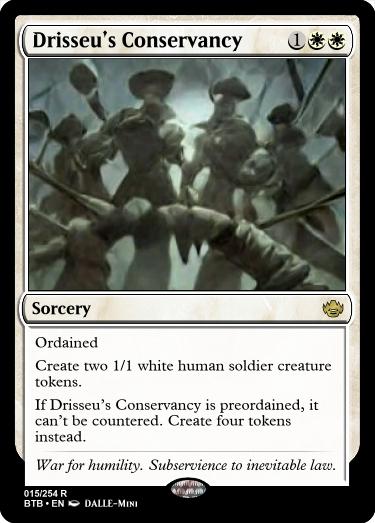 Drisseu's Conservancy 1
Sorcery
Ordained
Create two 1/1 white human soldier creature
tokens.
If Drisseu's Conservancy is preordained, it
can't be countered. Create four tokens
instead.
War for humility. Subservience to inevitable law.
015/254 R
BTB • EN DALLE-Mini